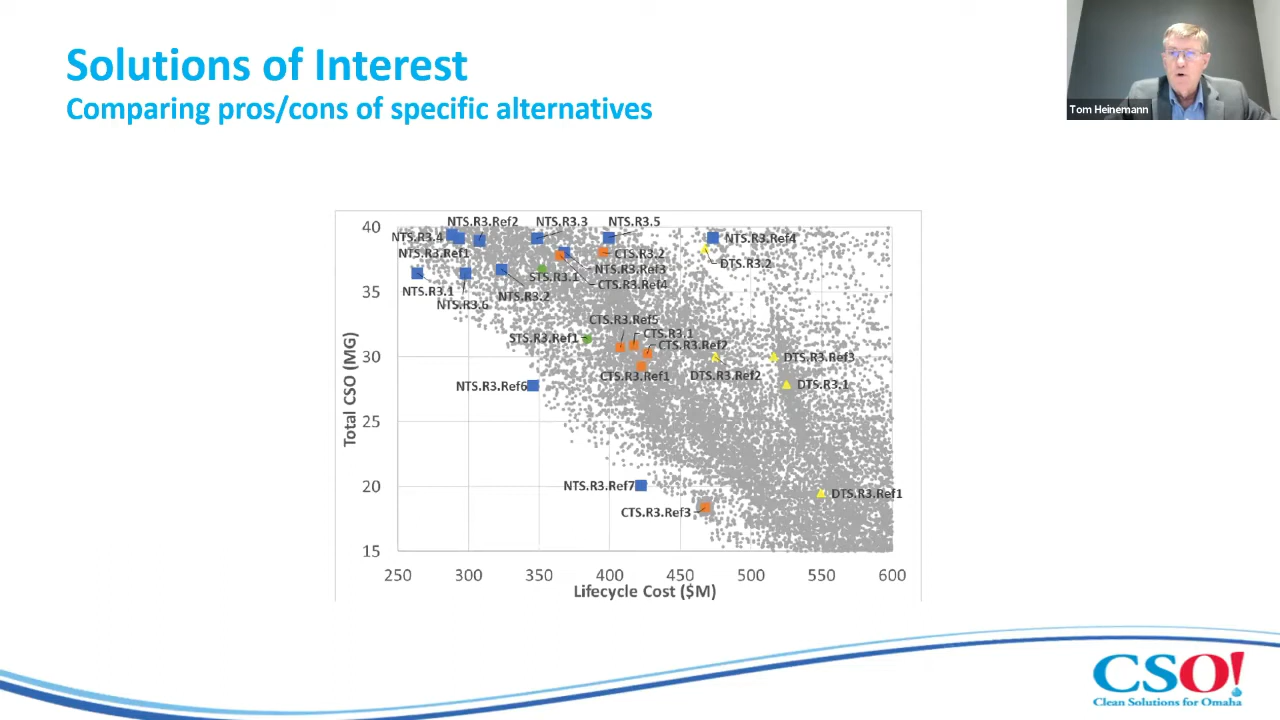 Solutions of Interest
Comparing pros/cons of specific alternatives
Tom Heinemann
Total CSO (MG)
40
35
30
25
20
15
NTS.R3.Ref2
NTS.R3.3
NTS.R3.5
NTS.R3.4
NTS.R3.Ref4
NTS.R3.Ref1
CTS.R3.2
DTS.R3.2
NTS.R3.Ref3
STS.R3.1
CTS.R3.Ref4
NTS.R3.1
NTS.R3.2
NTS.R3.6
CTS.R3.Ref5
CTS.R3.1
STS.R3.Ref1
CTS.R3.Ref2
DTS.R3.Ref3
CTS.R3.Ref1
DTS.R3.Ref2
NTS.R3.Ref6
DTS.R3.1
NTS.R3.Ref7
DTS.R3.Ref1
CTS.R3.Ref3
250 300 350 400 450 500 550 600
Lifecycle Cost ($M)
CSO!
Clean Solutions for Omaha